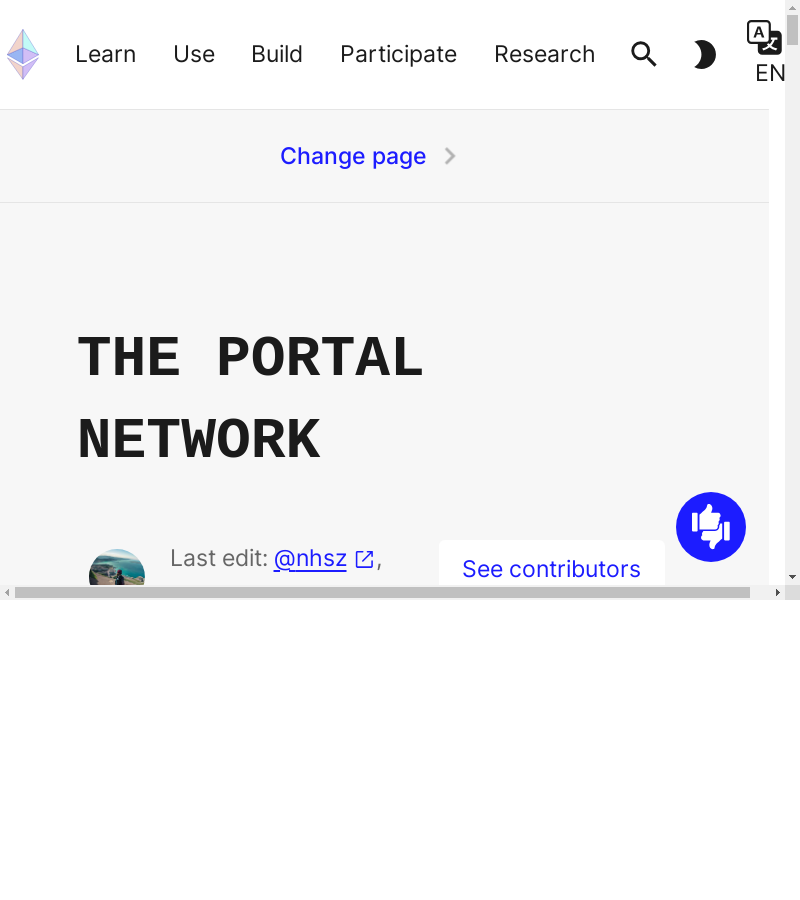 Learn Use Build Participate Research
EN
Change page
THE PORTAL
NETWORK
Last edit: @nhsz ,
See contributors